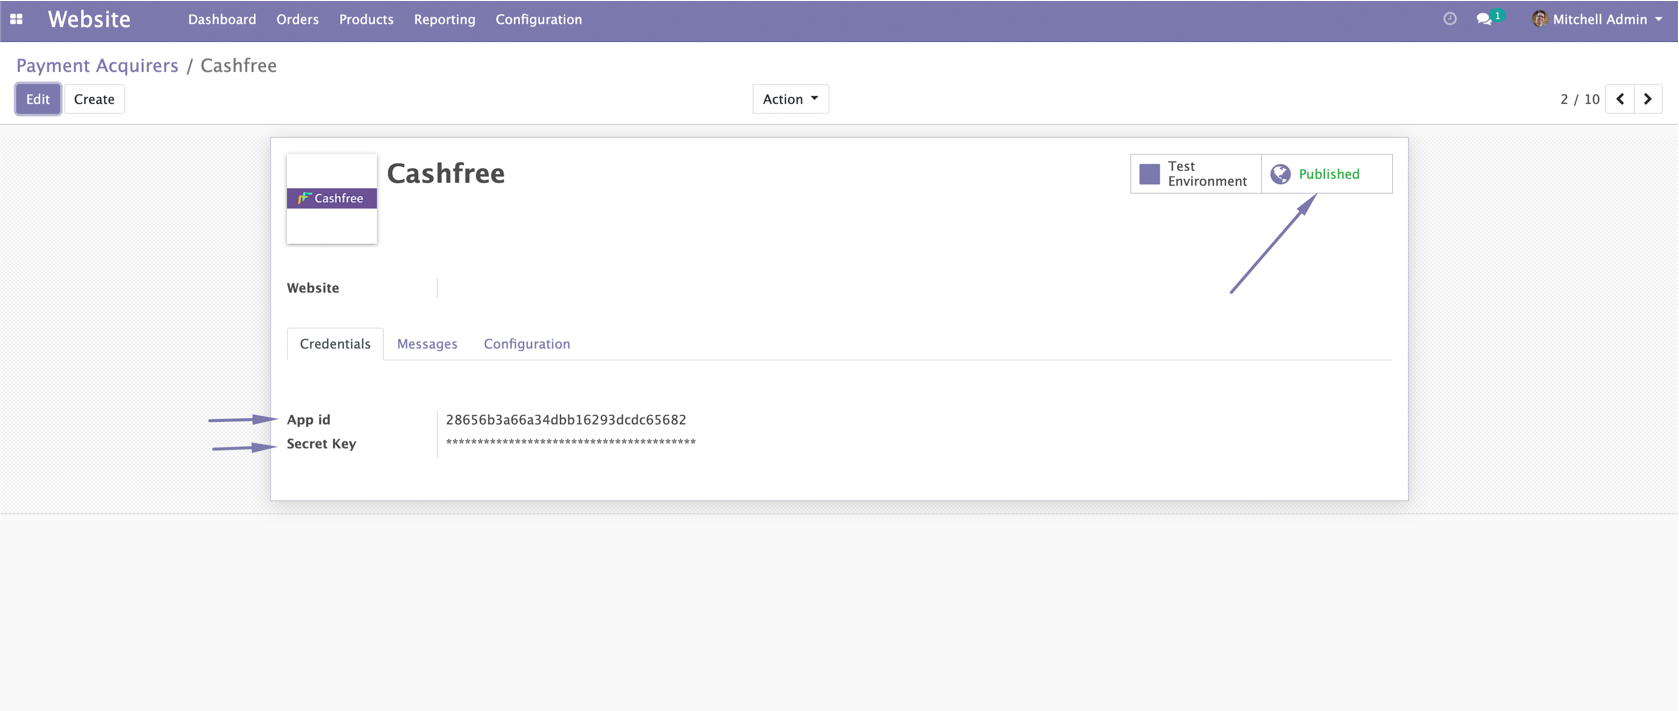 Website Dashboard Orders Products Reporting Configuration 1 Mitchell Admin
Payment Acquirers / Cashfree
Edit Create Action 2 / 10
Cashfree
Cashfree
Test
Environment
Published
Website
Credentials Messages Configuration
App id 28656b3a66a34dbb16293dcdc65682
Secret Key ****************************************